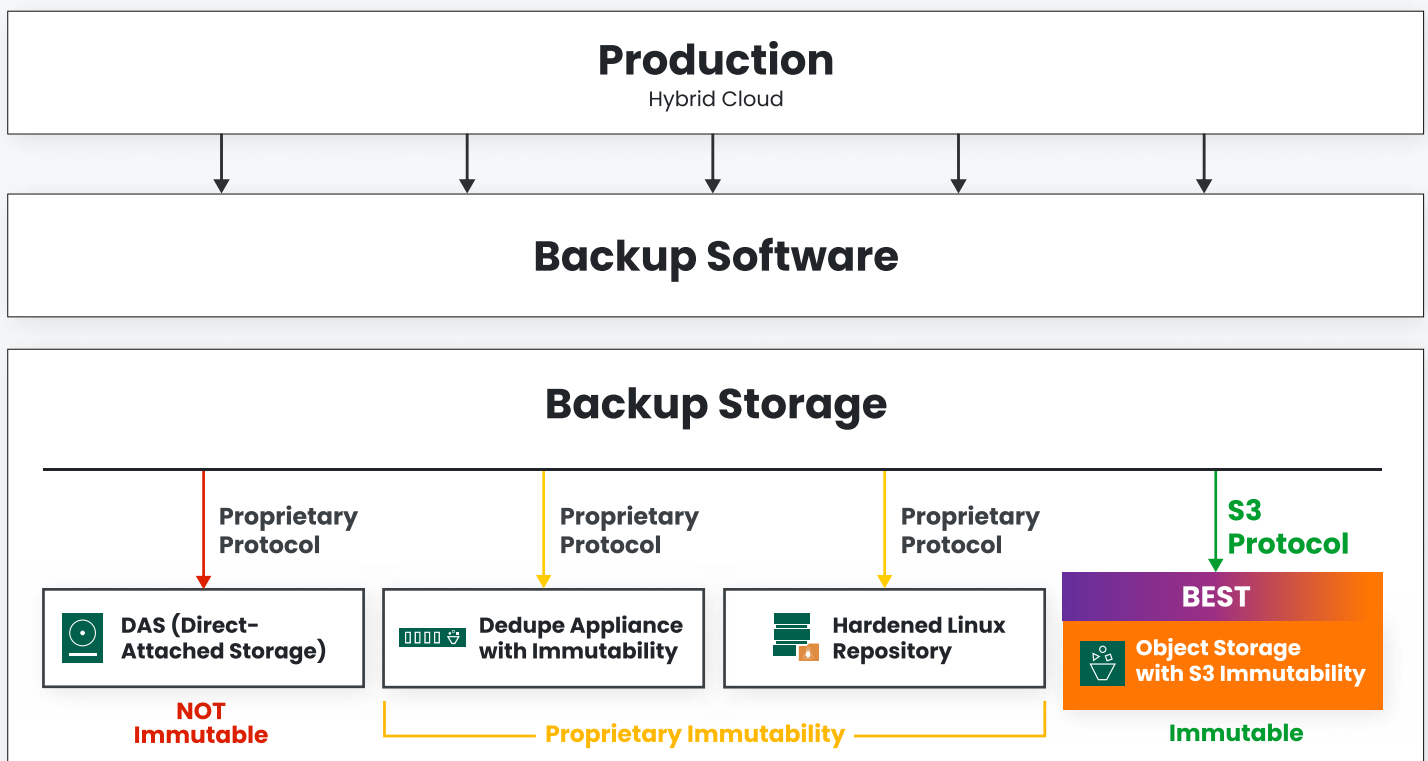 Production
Hybrid Cloud
Backup Software
Backup Storage
Proprietary
Protocol
Proprietary
Protocol
Proprietary
Protocol
S3
Protocol
DAS (Direct-
Attached Storage)
Dedupe Appliance
with Immutability
Hardened Linux
Repository
BEST
Object Storage
with S3 Immutability
NOT
Immutable
Proprietary Immutability
Immutable